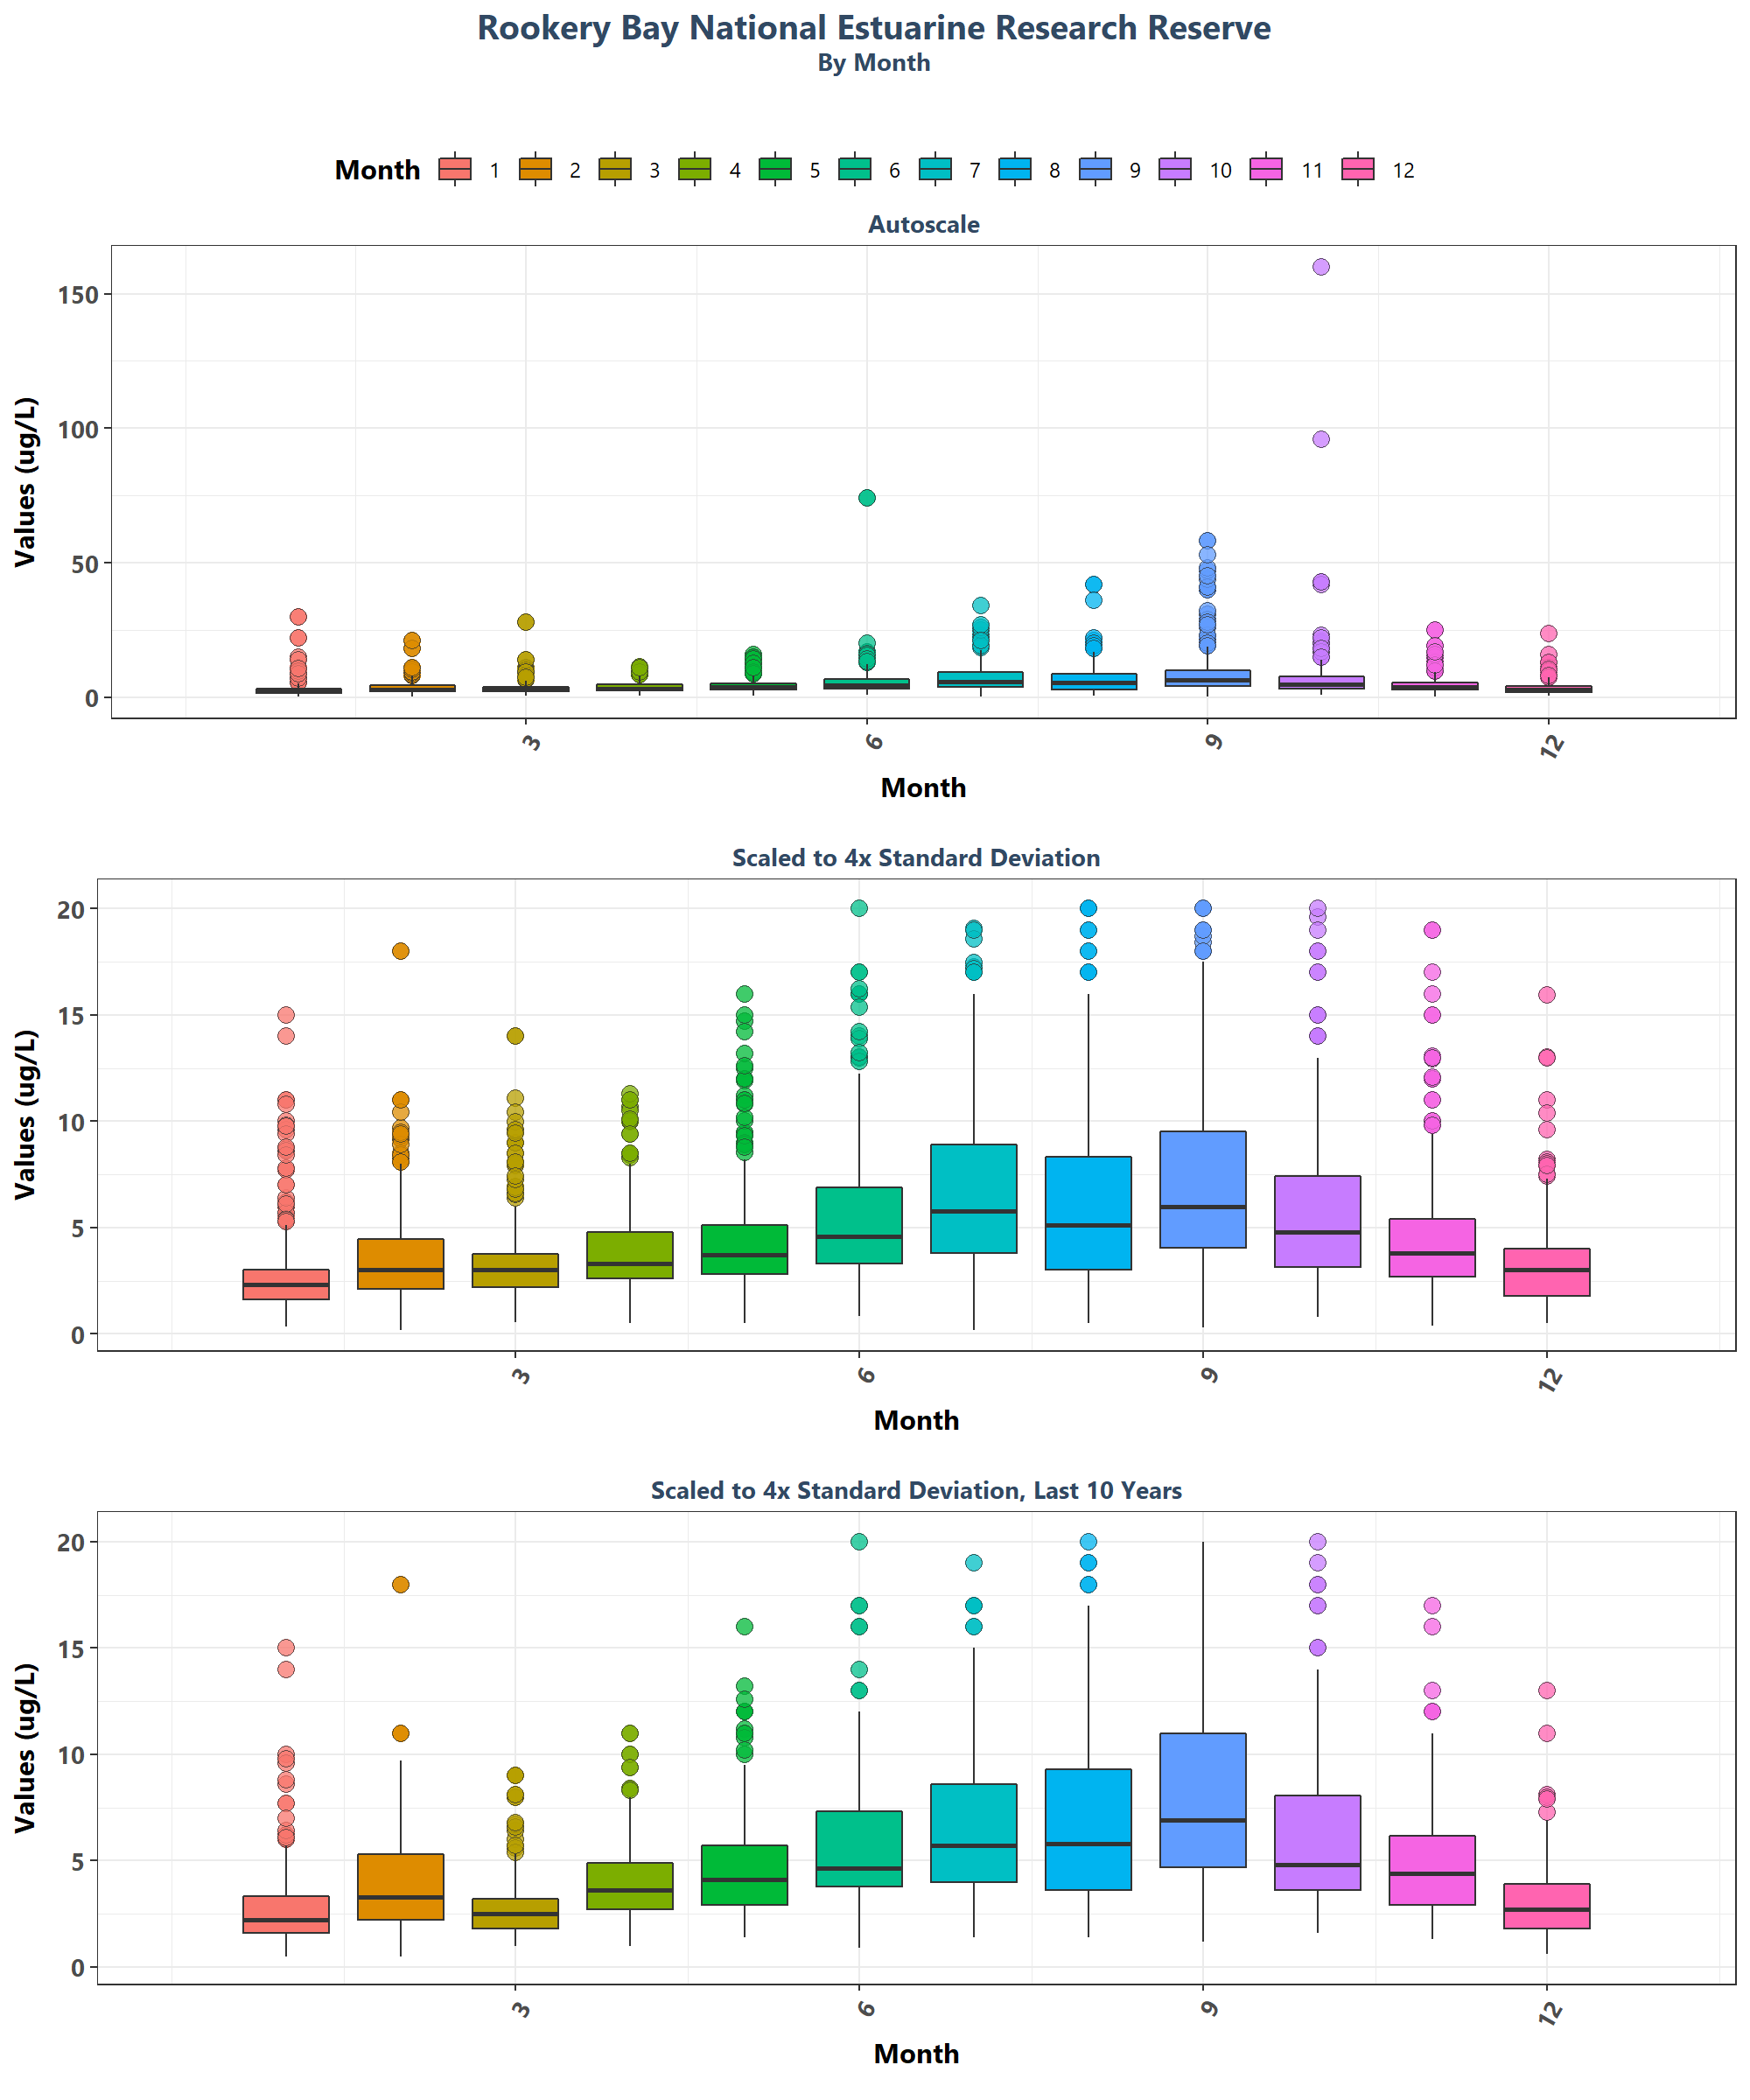 Rookery Bay National Estuarine Research Reserve
By Month
Month 1 2 3 4 5 6 7 8 9 10 11 12
Autoscale
Values (ug/L)
150
100
50
0
3 6 9 12
Month
Scaled to 4x Standard Deviation
Values (ug/L)
20
15
10
5
0
3 6 9 12
Month
Scaled to 4x Standard Deviation, Last 10 Years
Values (ug/L)
20
15
10
5
0
3 6 9 12
Month